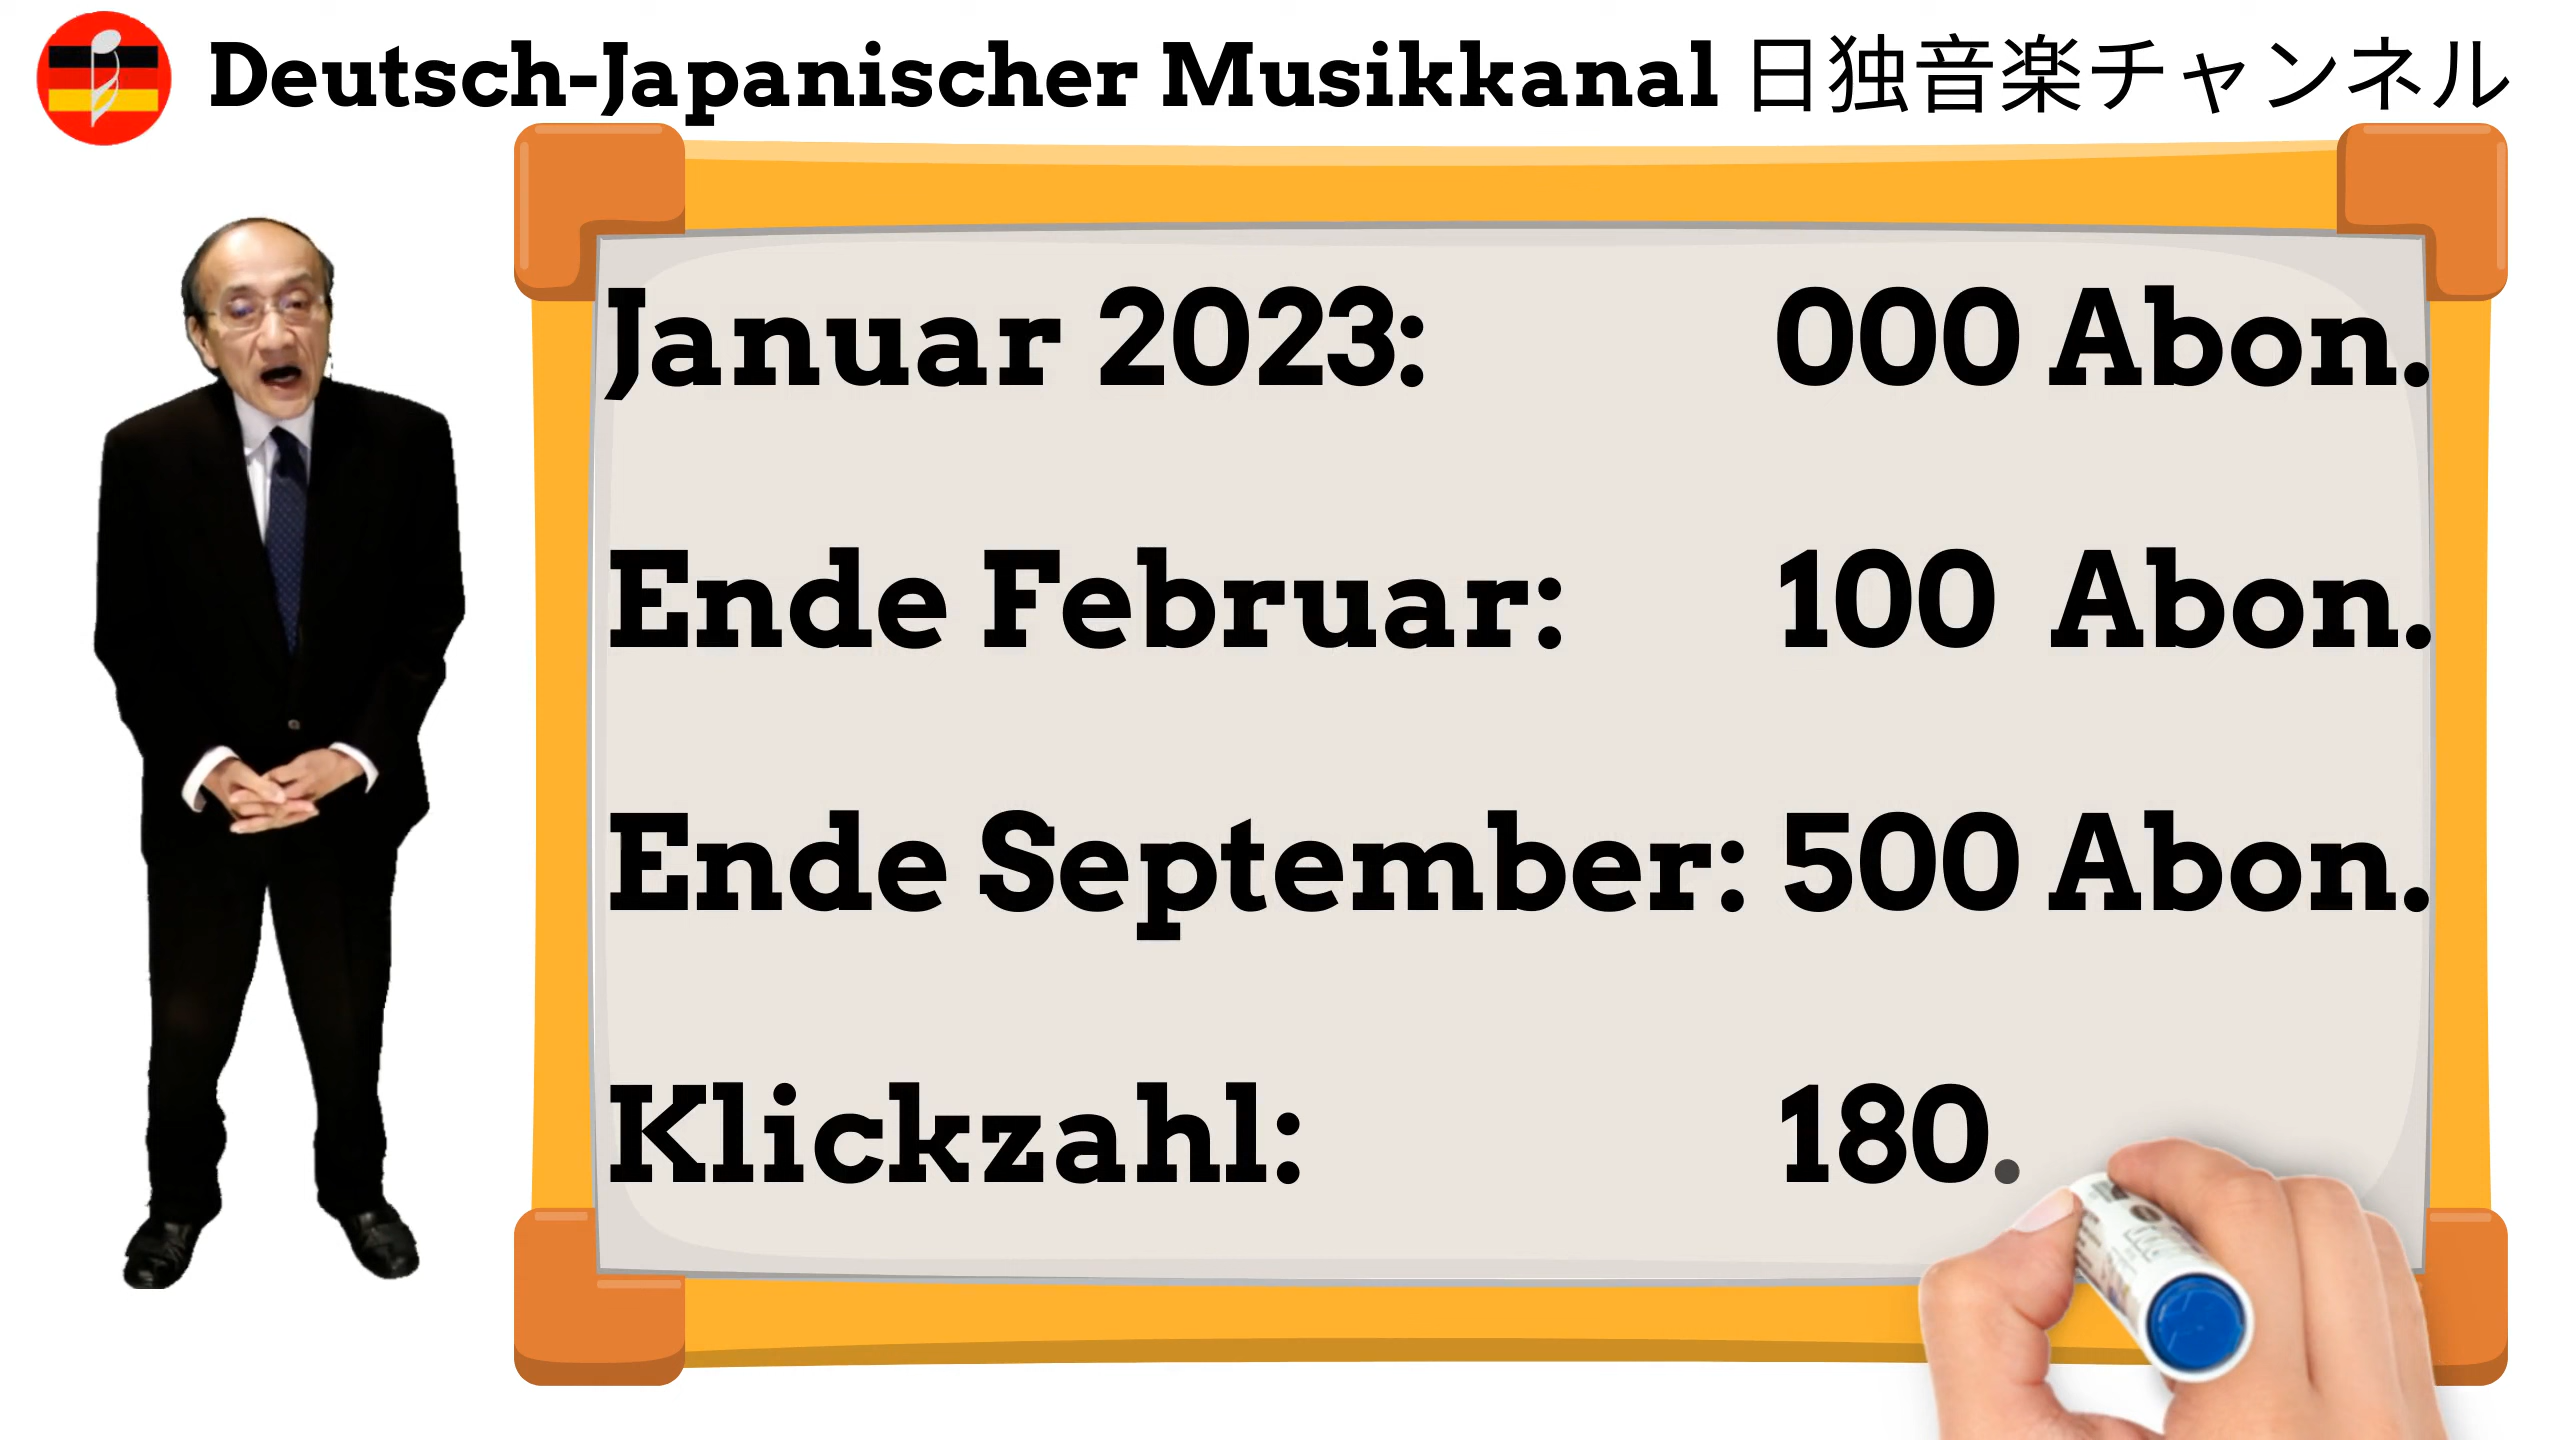 Deutsch-Japanischer Musikkanal 日独音楽チャンネル
Januar 2023: 000 Abon.
Ende Februar: 100 Abon.
Ende September: 500 Abon.
Klickzahl: 180.